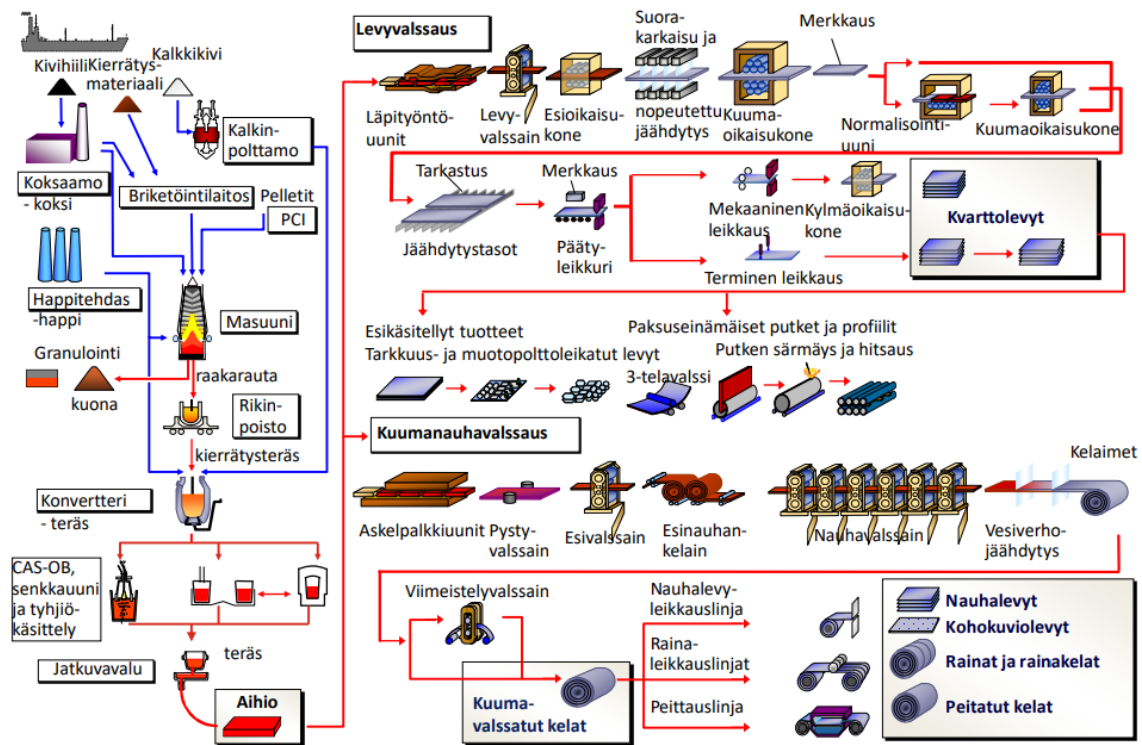 Kivihiili
Kierrätys-
materiaali
Kalkkikivi
Kalkin-
polttamo
Koksaamo
- koksi
Briketöintilaitos
Pelletit
PCI
Happitehdas
-happi
Masuuni
Granulointi
kuona
raakarauta
Rikin-
poisto
kierrätysteräs
Konvertteri
- teräs
CAS-OB,
senkkauuni
ja tyhjiö-
käsittely
Jatkuvavalu
teräs
Aihio
Levyvalssaus
Läpityöntö-
uunit
Levy-
valssain
Esioikaisu-
kone
Suora-
karkaisu ja
nopeutettu
jäähdytys
Kuuma-
oikaisukone
Merkkaus
Normalisointi-
uuni
Kuumaoikaisukone
Tarkastus
Jäähdytystasot
Merkkaus
Pääty-
leikkuri
Mekaaninen
leikkaus
Kylmäoikaisu-
kone
Terminen leikkaus
Kvarttolevyt
Esikäsitellyt tuotteet
Tarkkuus- ja muotopolttoleikatut levyt
Paksuseinämäiset putket ja profiilit
Putken särmäys ja hitsaus
3-telavalssi
Kuumanauhavalssaus
Askelpalkkiuunit
Pysty-
valssain
Esivalssain
Esinauhan-
kelain
Nauhavalssain
Vesiverho-
jäähdytys
Kelaimet
Viimeistelyvalssain
Kuuma-
valssatut kelat
Nauhalevy-
leikkauslinja
Raina-
leikkauslinjat
Peittauslinja
Nauhalevyt
Kohokuviolevyt
Rainat ja rainakelat
Peitatut kelat